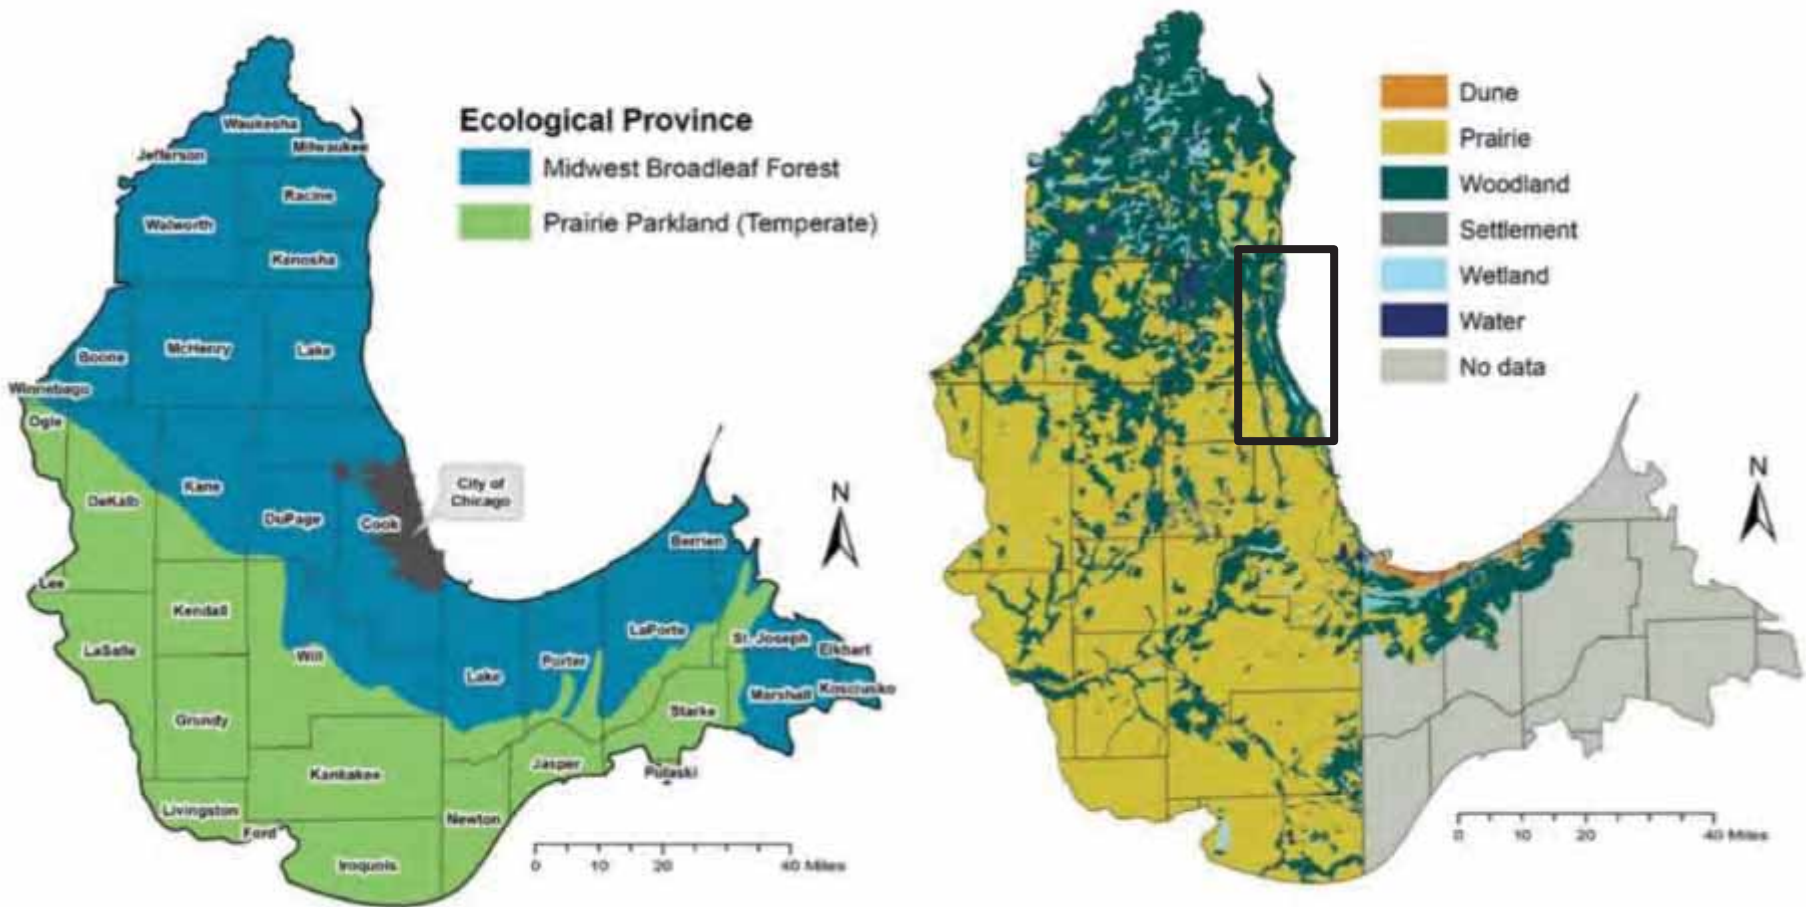 Ecological Province
Midwest Broadleaf Forest
Prairie Parkland (Temperate)
Waukesha
Milwaukee
Jefferson
Racine
Walworth
Kenosha
Boone
McHenry
Lake
Winnebago
Ogle
DeKalb
Kane
DuPage
Cook
City of
Chicago
Lee
Kendall
LaSalle
Will
Grundy
Kankakee
Livingston
Ford
Iroquois
Newton
Lake
Porter
LaPorte
Berrien
St. Joseph
Elkhart
Marshall
Kosciusko
Starke
Jasper
Pulaski
N
0 10 20 40 Miles
Dune
Prairie
Woodland
Settlement
Wetland
Water
No data
N
0 10 20 40 Miles